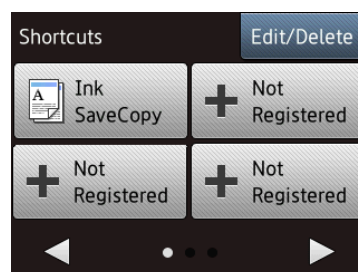 Shortcuts
Edit/Delete
Ink
SaveCopy
Not
Registered
Not
Registered
Not
Registered